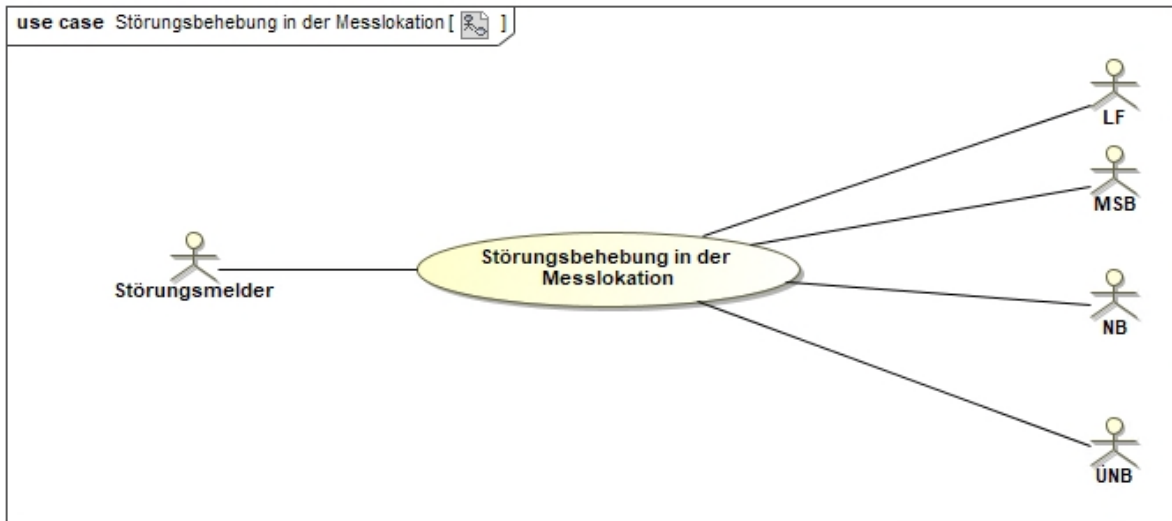 use case Störungsbehebung in der Messlokation [ ]
LF
MSB
Störungsbehebung in der
Messlokation
Störungsmelder
NB
ÜNB